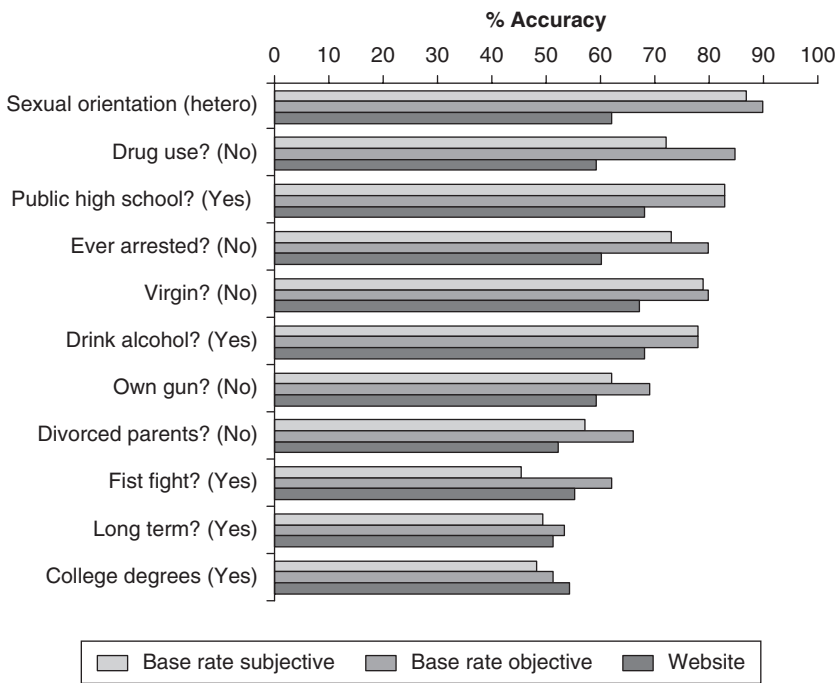 % Accuracy
0 10 20 30 40 50 60 70 80 90 100
Sexual orientation (hetero)
Drug use? (No)
Public high school? (Yes)
Ever arrested? (No)
Virgin? (No)
Drink alcohol? (Yes)
Own gun? (No)
Divorced parents? (No)
Fist fight? (Yes)
Long term? (Yes)
College degrees (Yes)
Base rate subjective Base rate objective Website